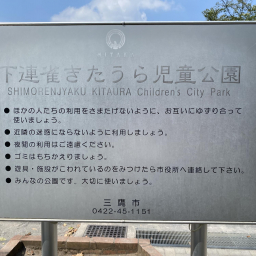 下連雀きたうら児童公園
SHIMORENJYAKU KITAURA Children's City Park
● ほかの人たちの利用をさまたげないように、お互いにゆずり合って
使いましょう。
● 近隣の迷惑にならないように利用しましょう。
● 夜間の利用はご遠慮ください。
● ゴミはもちかえりましょう。
● 遊具・施設がこわれているのをみつけたら市役所へ連絡して下さい。
● みんなの公園です、大切に使いましょう。
三鷹市
0422-45-1151